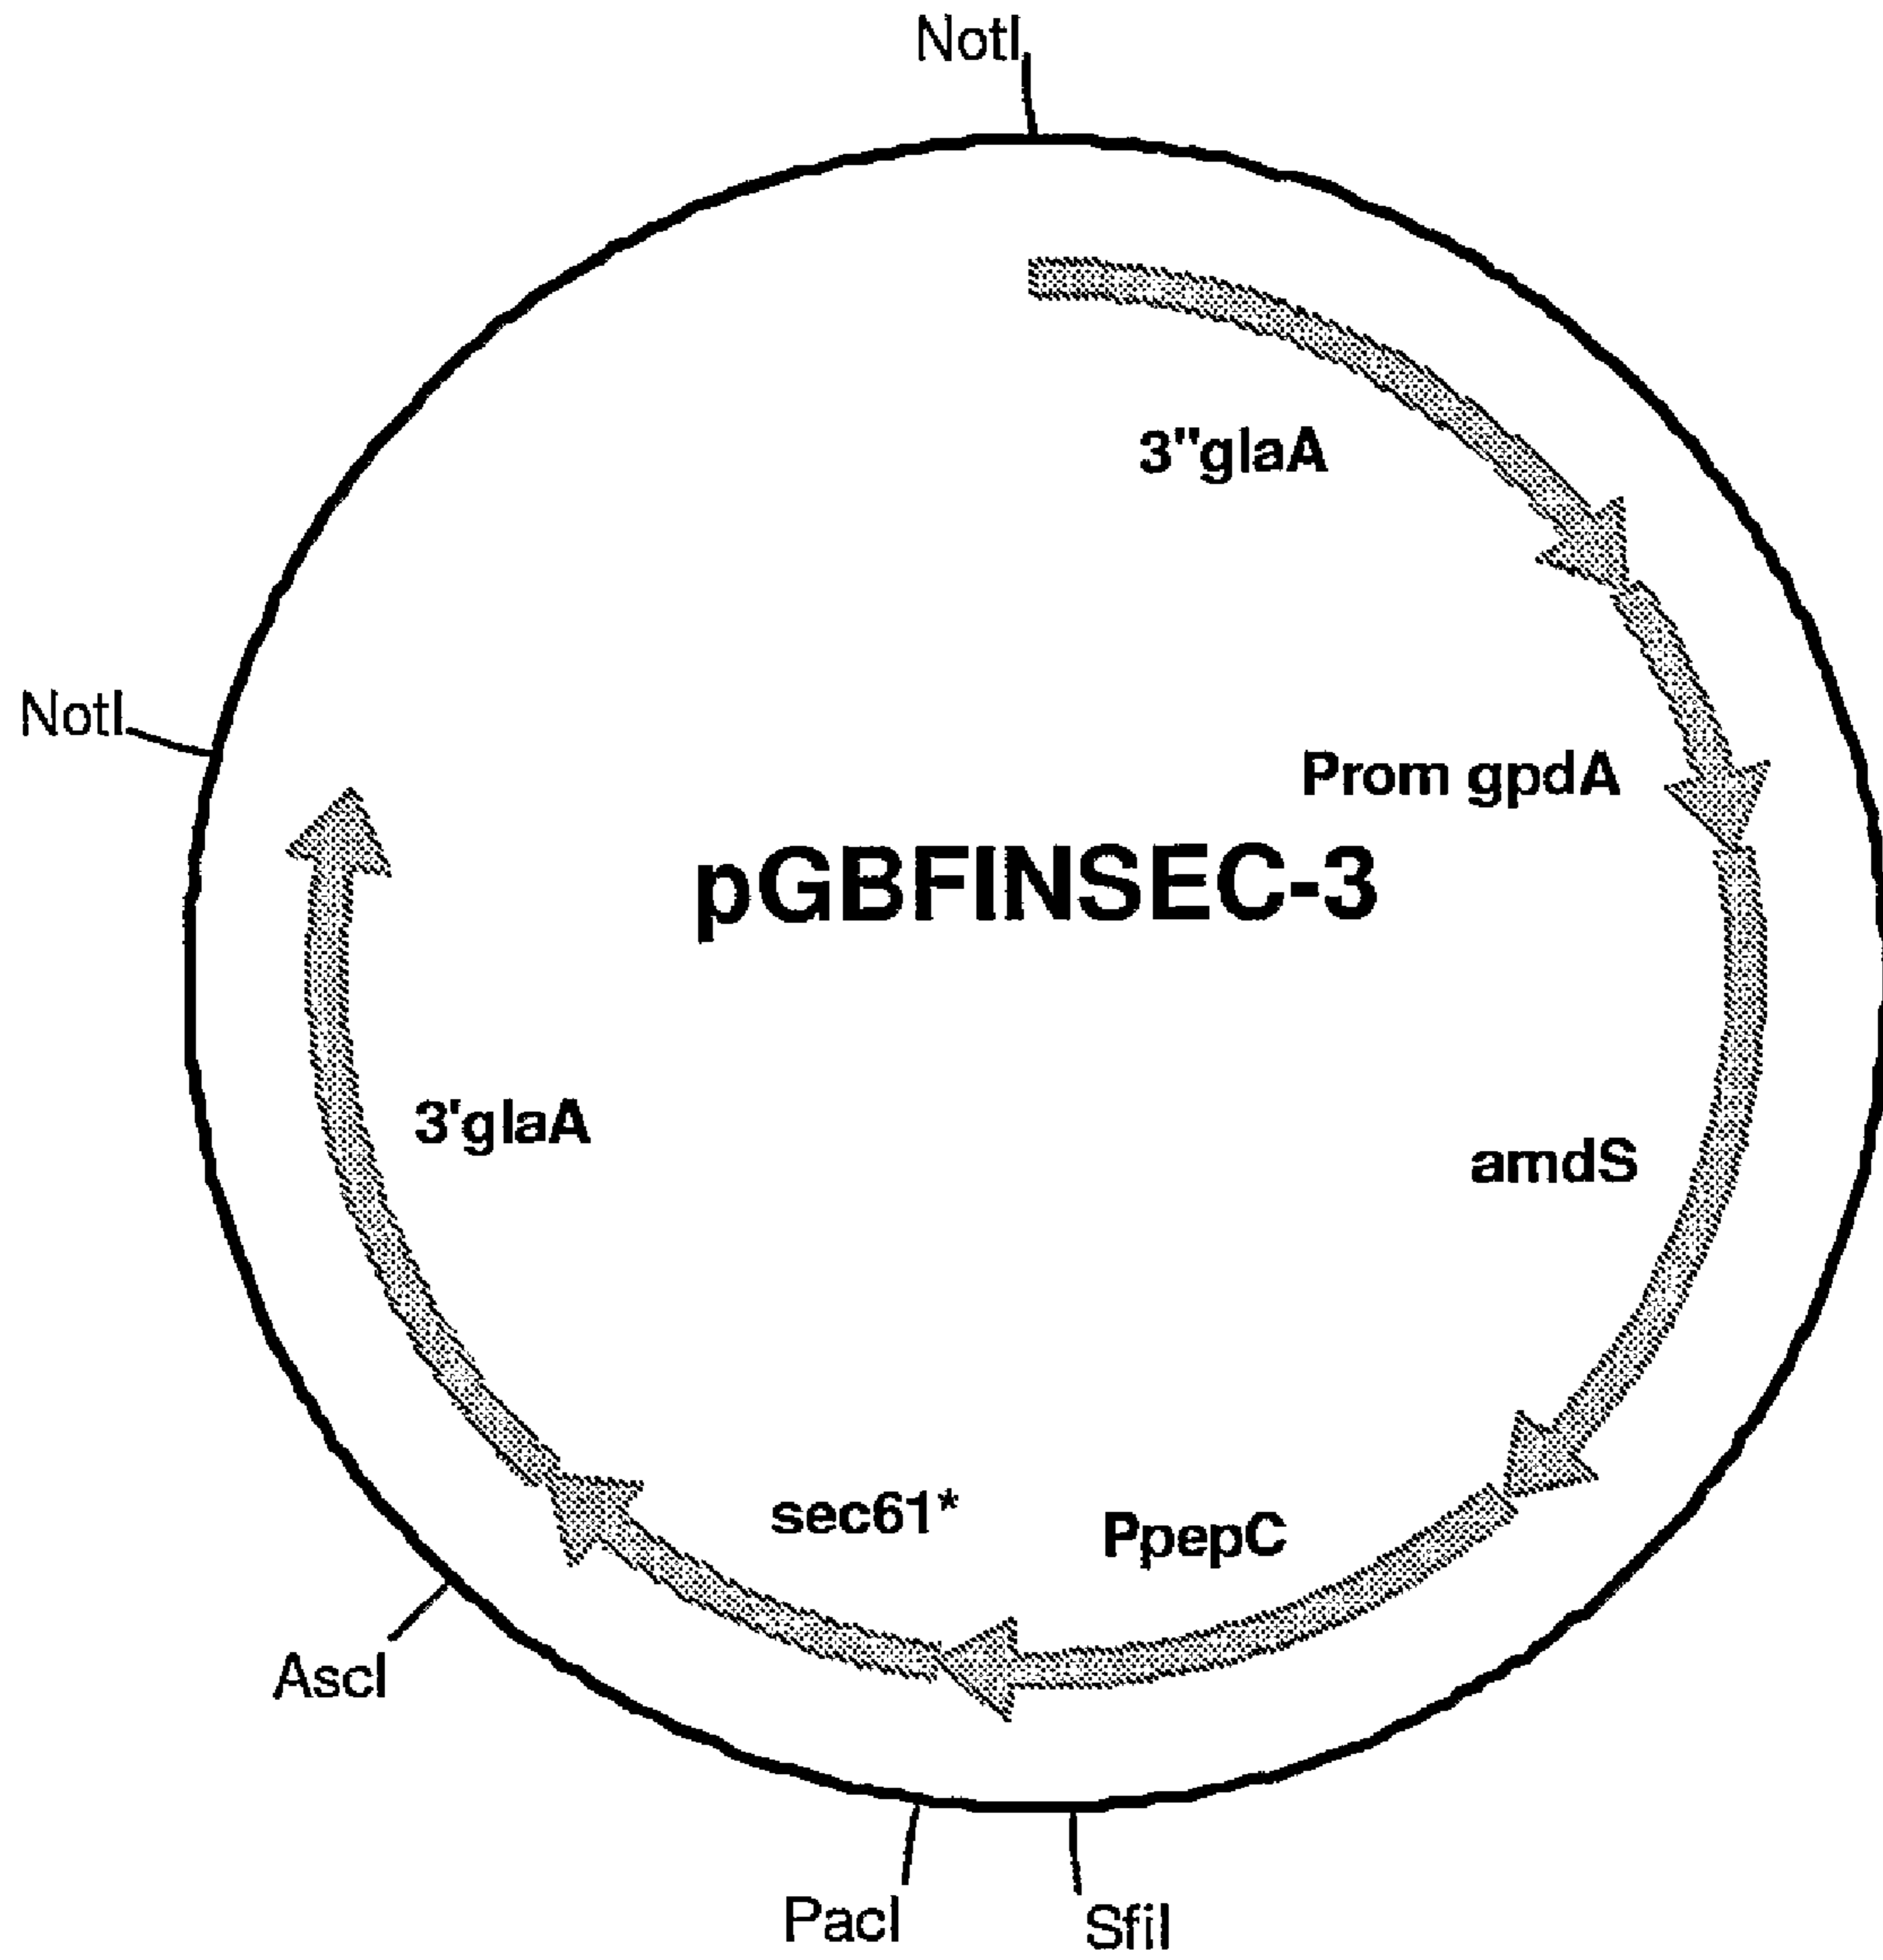 NotI
3"glaA
NotI
Prom gpdA
pGBFINSEC-3
3'glaA
amdS
sec61*
PpepC
AscI
PacI
SfiI